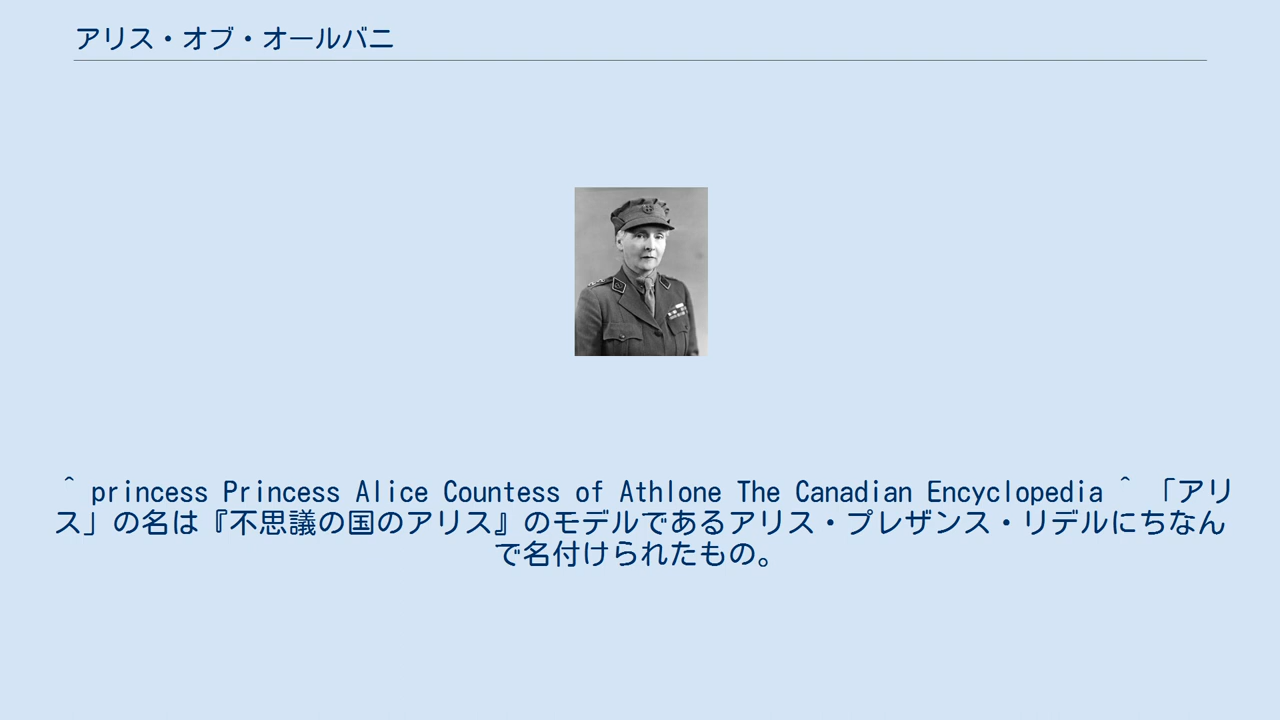 アリス・オブ・オールバニ
^ princess Princess Alice Countess of Athlone The Canadian Encyclopedia ^ 「アリ
ス」の名は『不思議の国のアリス』のモデルであるアリス・プレザンス・リデルにちなん
で名付けられたもの。